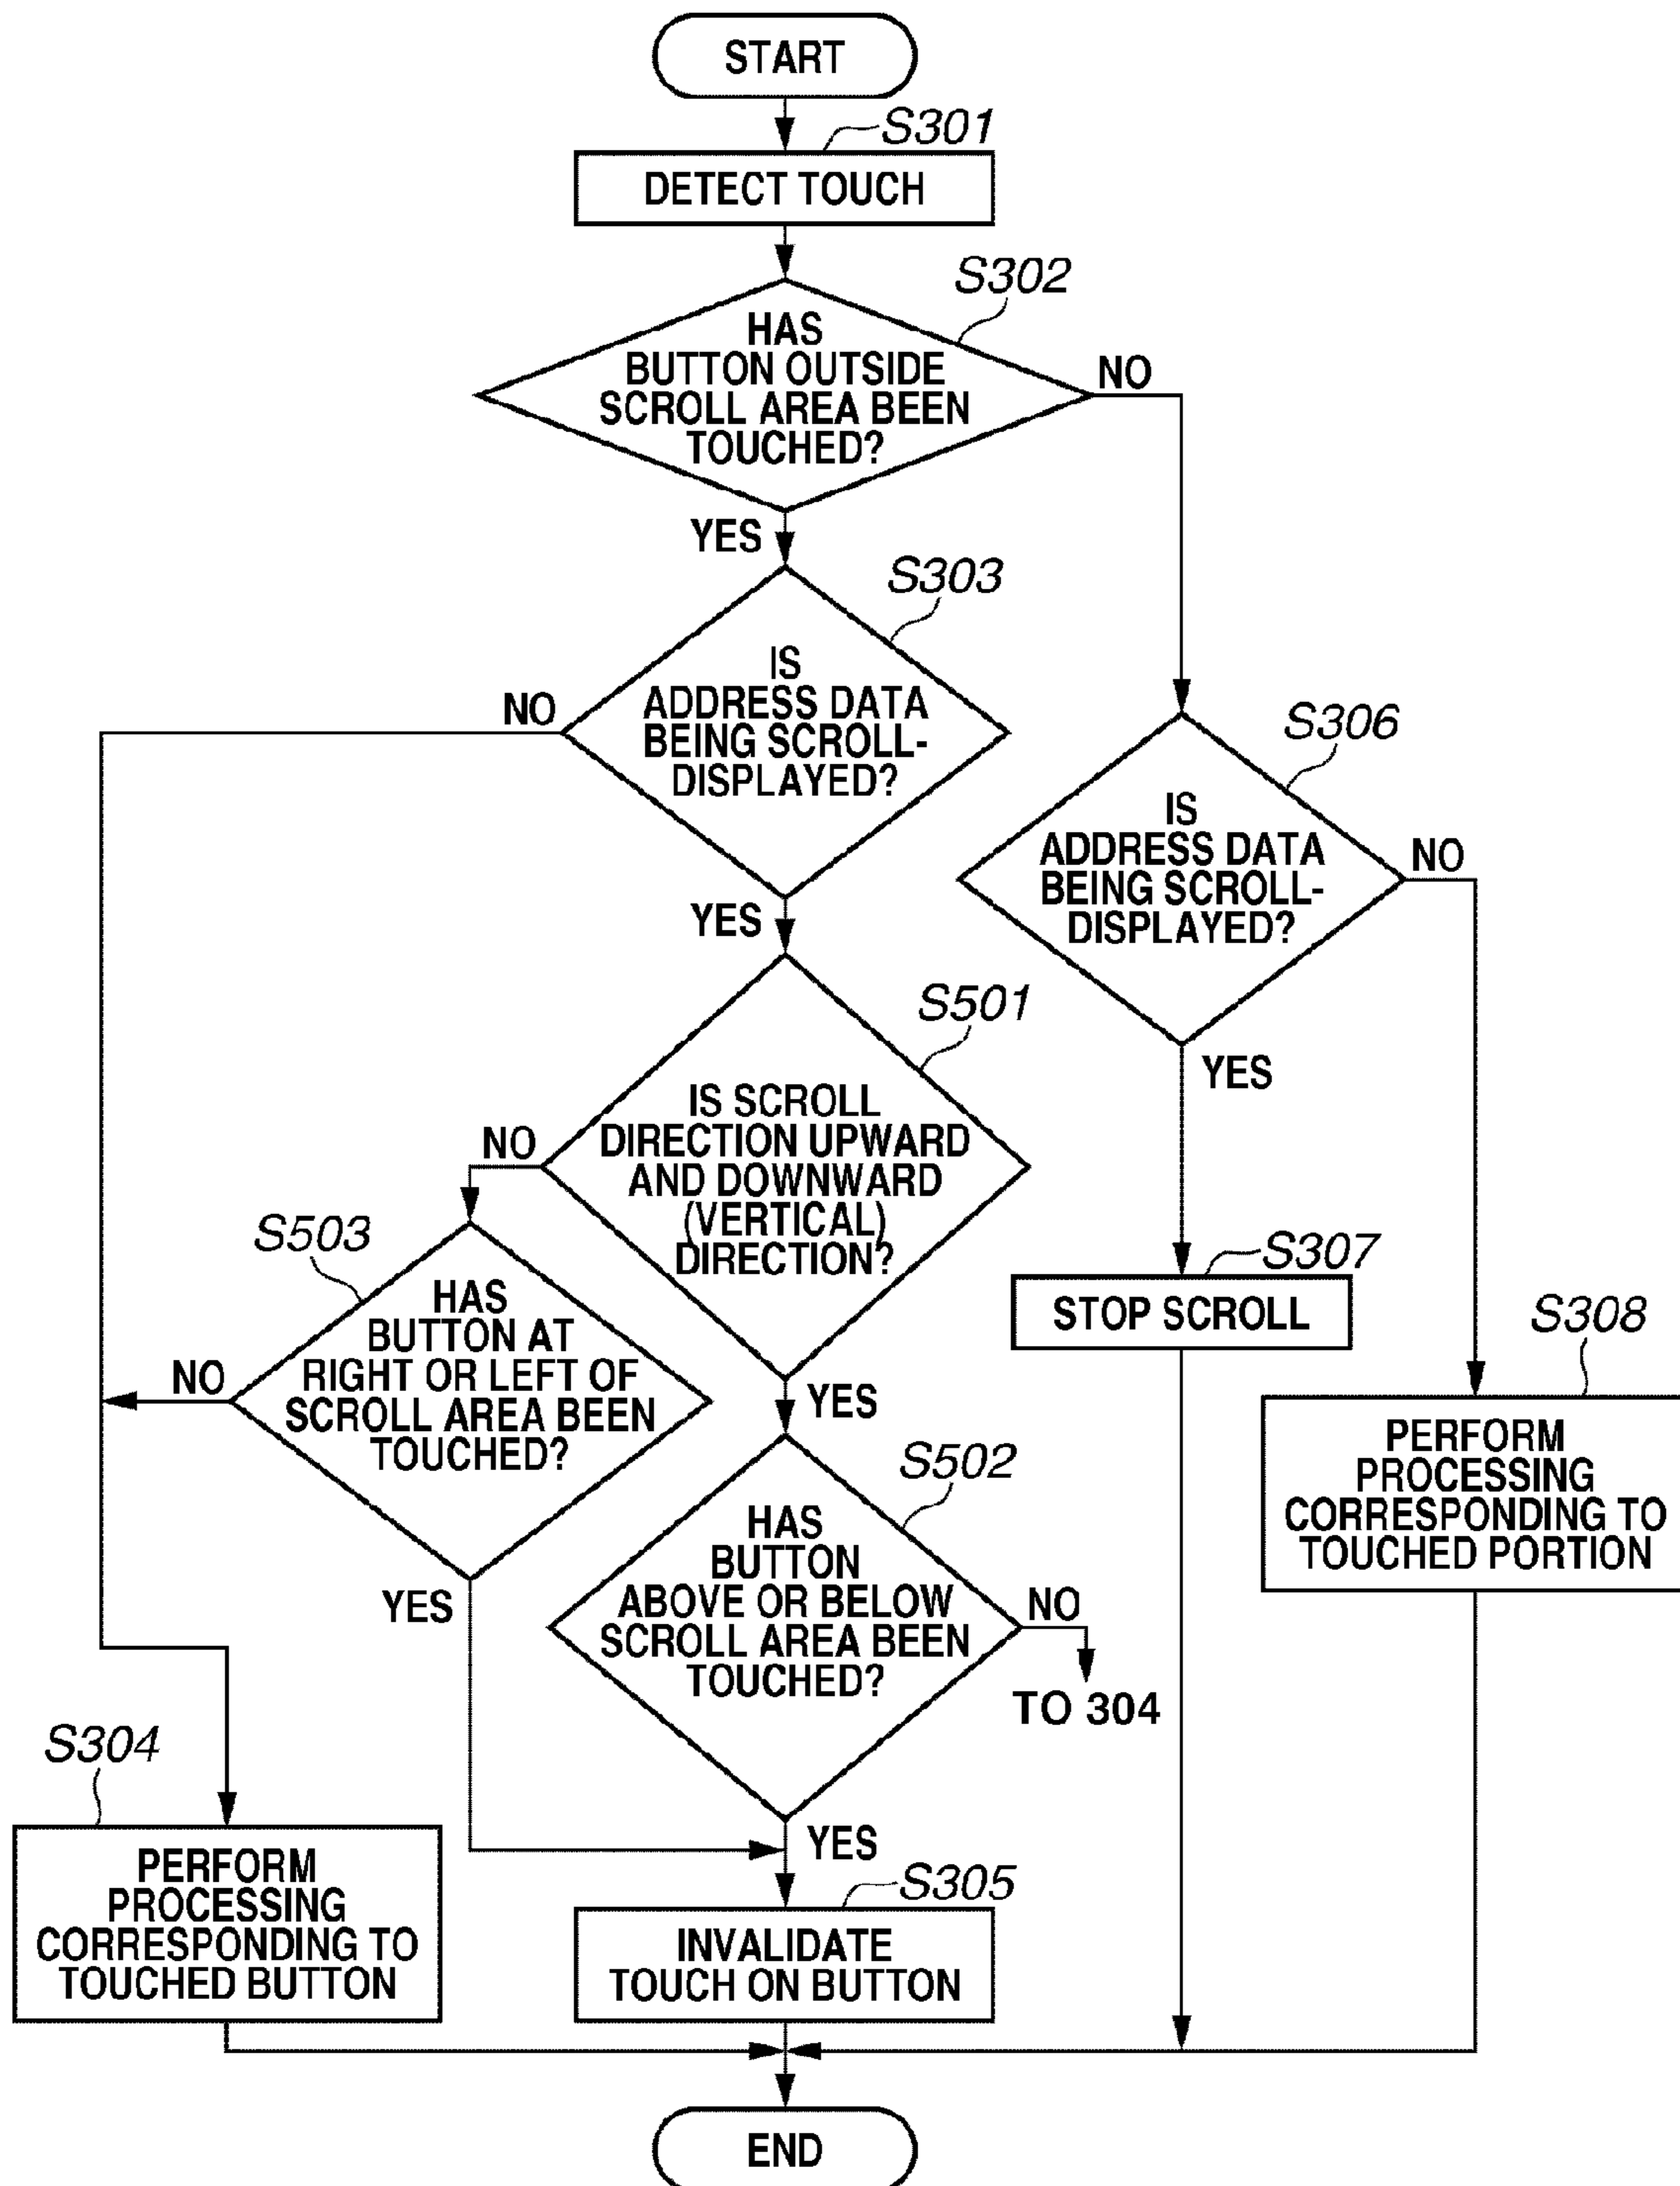 START
S301
DETECT TOUCH
S302
HAS
BUTTON OUTSIDE
SCROLL AREA BEEN
TOUCHED?
NO
YES
S303
IS
ADDRESS DATA
BEING SCROLL-
DISPLAYED?
NO
YES
S306
IS
ADDRESS DATA
BEING SCROLL-
DISPLAYED?
NO
YES
S501
IS SCROLL
DIRECTION UPWARD
AND DOWNWARD
(VERTICAL)
DIRECTION?
NO
YES
S503
HAS
BUTTON AT
RIGHT OR LEFT OF
SCROLL AREA BEEN
TOUCHED?
NO
YES
S307
STOP SCROLL
S308
PERFORM
PROCESSING
CORRESPONDING TO
TOUCHED PORTION
S502
HAS
BUTTON
ABOVE OR BELOW
SCROLL AREA BEEN
TOUCHED?
NO
TO 304
YES
S304
PERFORM
PROCESSING
CORRESPONDING TO
TOUCHED BUTTON
S305
INVALIDATE
TOUCH ON BUTTON
END